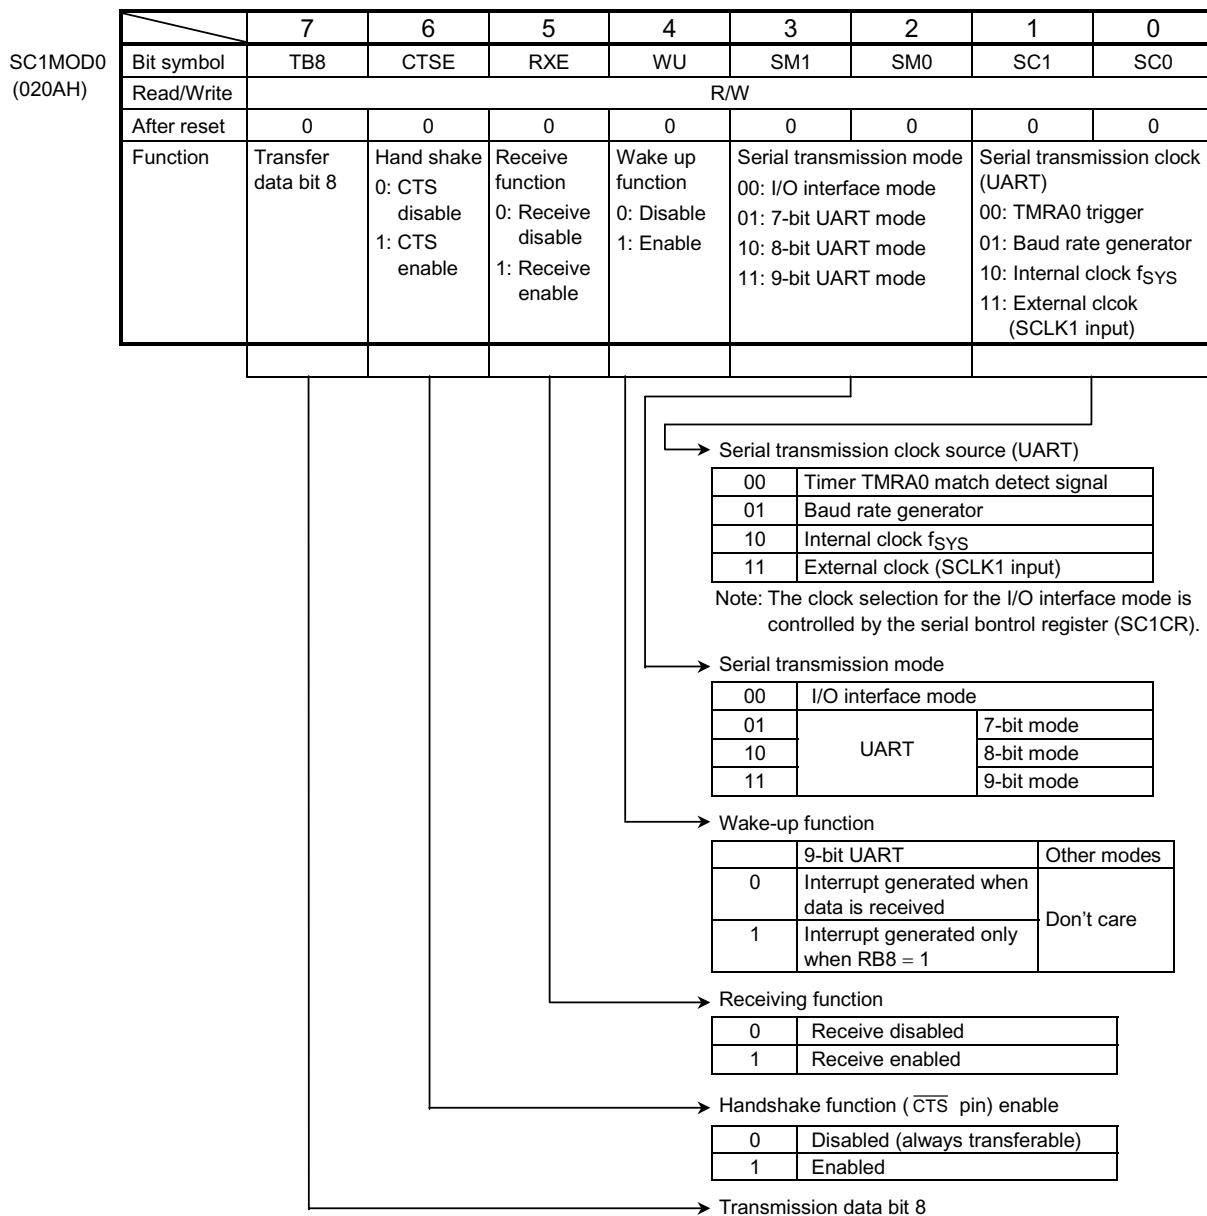 7 6 5 4 3 2 1 0
SC1MOD0
(020AH)
Bit symbol TB8 CTSE RXE WU SM1 SM0 SC1 SC0
Read/Write R/W
After reset 0 0 0 0 0 0 0 0
Function
Transfer
data bit 8
Hand shake
0: CTS
disable
1: CTS
enable
Receive
function
0: Receive
disable
1: Receive
enable
Wake up
function
0: Disable
1: Enable
Serial transmission mode
00: I/O interface mode
01: 7-bit UART mode
10: 8-bit UART mode
11: 9-bit UART mode
Serial transmission clock
(UART)
00: TMRA0 trigger
01: Baud rate generator
10: Internal clock fSYS
11: External clcok
(SCLK1 input)
Serial transmission clock source (UART)
00 Timer TMRA0 match detect signal
01 Baud rate generator
10 Internal clock fSYS
11 External clock (SCLK1 input)
Note: The clock selection for the I/O interface mode is
controlled by the serial bontrol register (SC1CR).
Serial transmission mode
00 I/O interface mode
01 7-bit mode
10 UART 8-bit mode
11 9-bit mode
Wake-up function
9-bit UART Other modes
0 Interrupt generated when
data is received
Don't care
1 Interrupt generated only
when RB8 = 1
Receiving function
0 Receive disabled
1 Receive enabled
Handshake function ( C̅T̅S̅ pin) enable
0 Disabled (always transferable)
1 Enabled
Transmission data bit 8